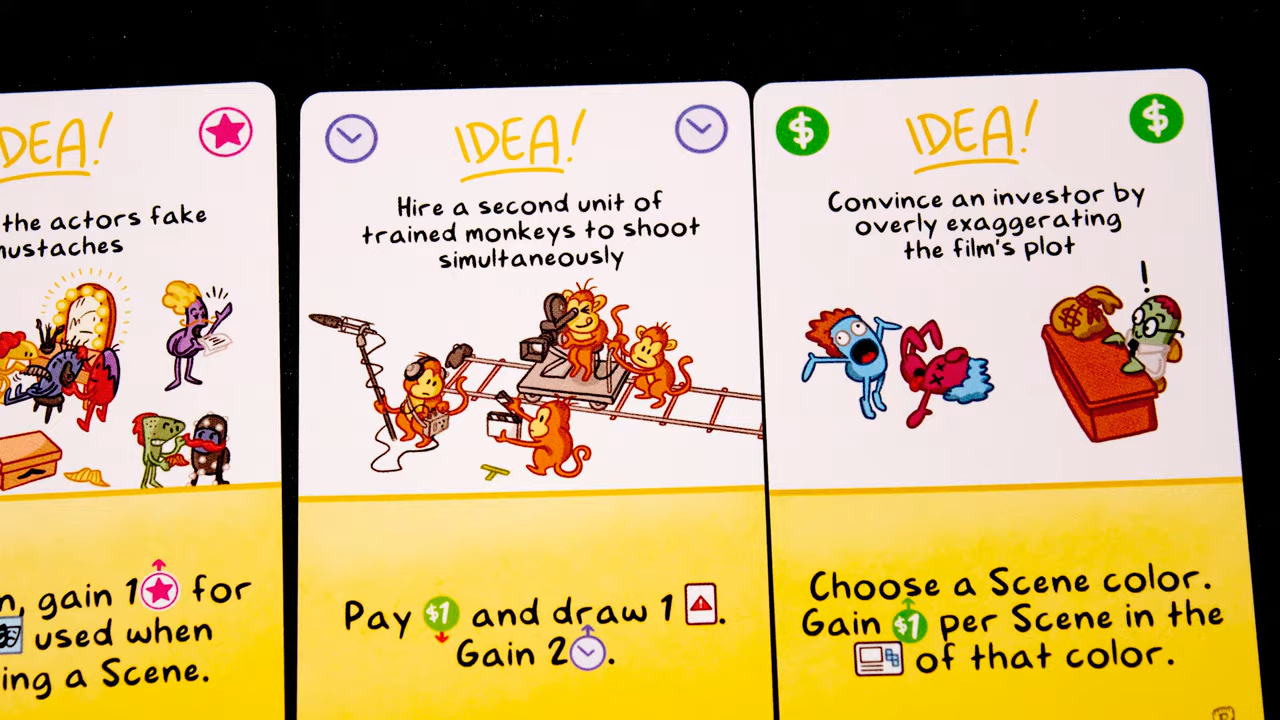 IDEA!
the actors fake
mustaches
gain 1 for
used when
ing a Scene.
IDEA!
Hire a second unit of
trained monkeys to shoot
simultaneously
Pay $1 and draw 1 .
Gain 2 .
$ IDEA! $
Convince an investor by
overly exaggerating
the film's plot
!
$
Choose a Scene color.
Gain $1 per Scene in the
of that color.